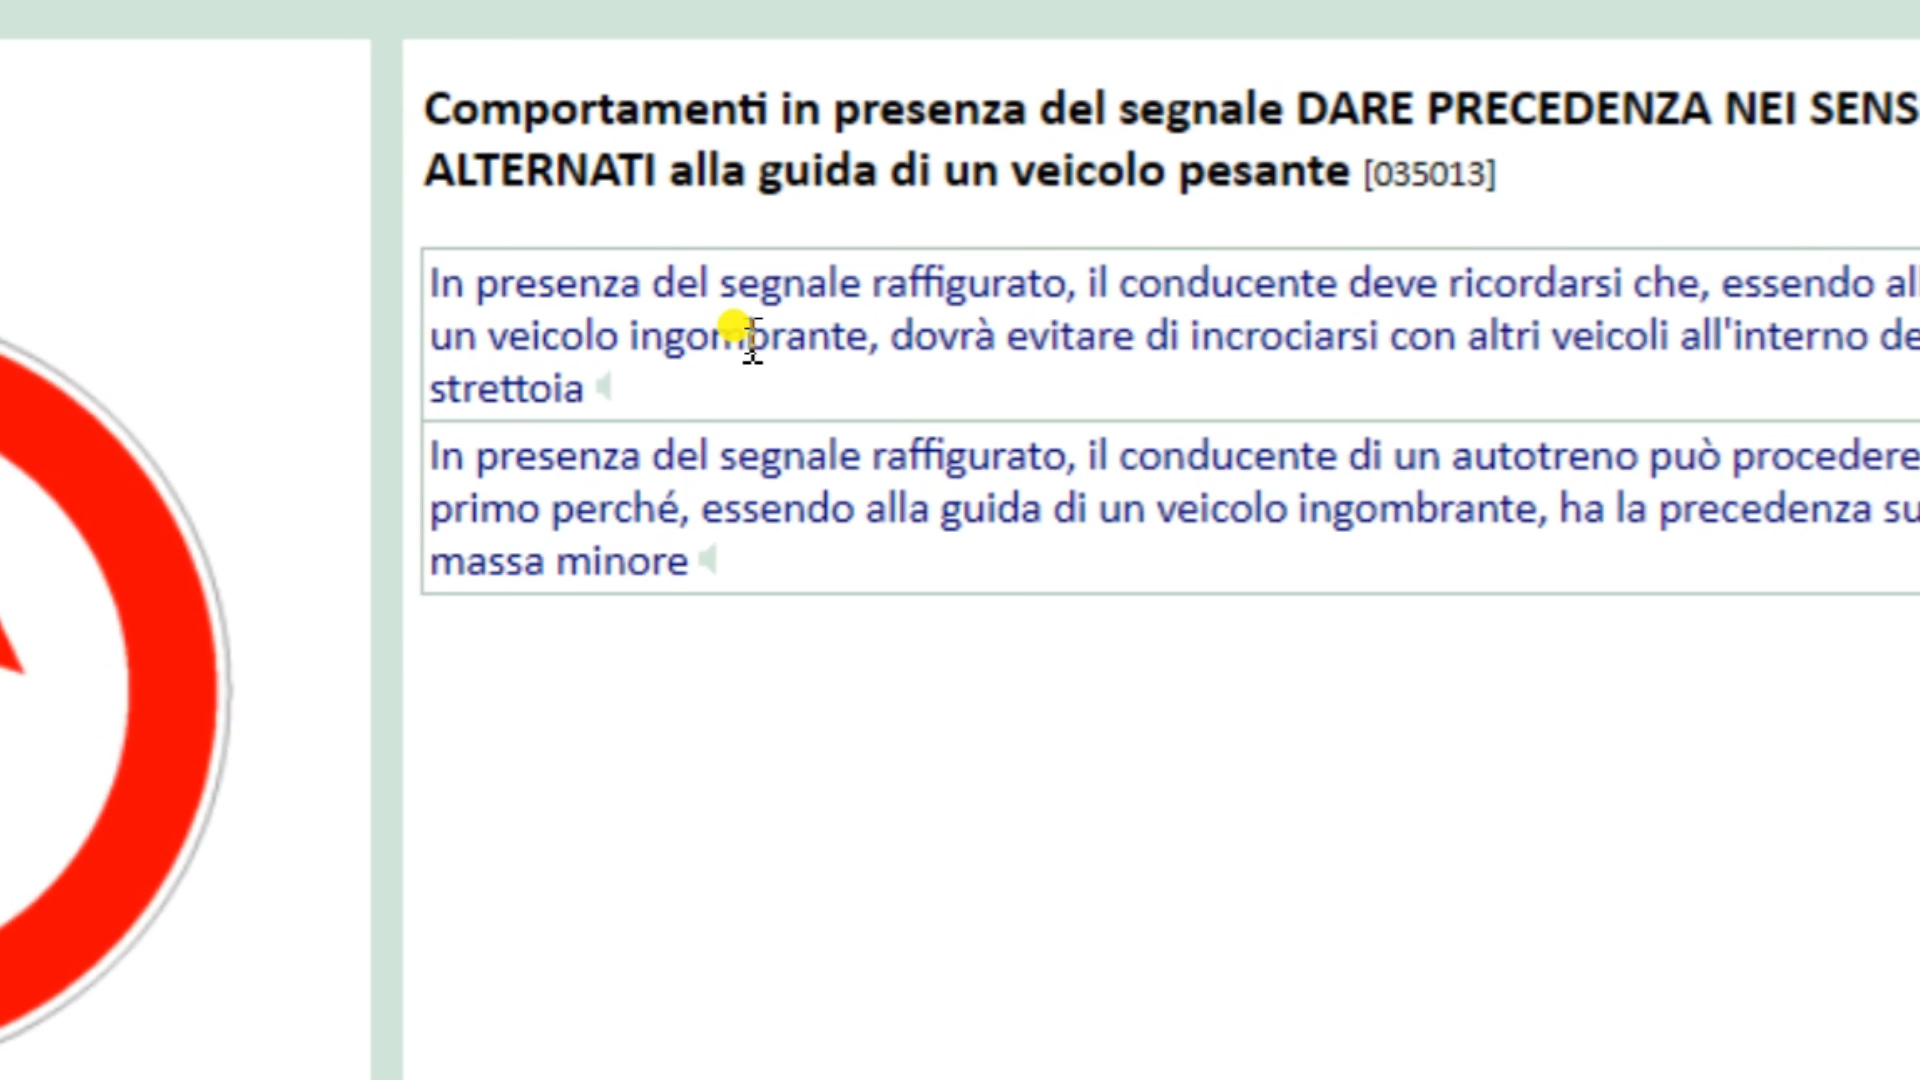 Comportamenti in presenza del segnale DARE PRECEDENZA NEI SENS
ALTERNATI alla guida di un veicolo pesante [035013]
In presenza del segnale raffigurato, il conducente deve ricordarsi che, essendo all
un veicolo ingombrante, dovrà evitare di incrociarsi con altri veicoli all'interno de
strettoia
In presenza del segnale raffigurato, il conducente di un autotreno può procedere
primo perché, essendo alla guida di un veicolo ingombrante, ha la precedenza su
massa minore